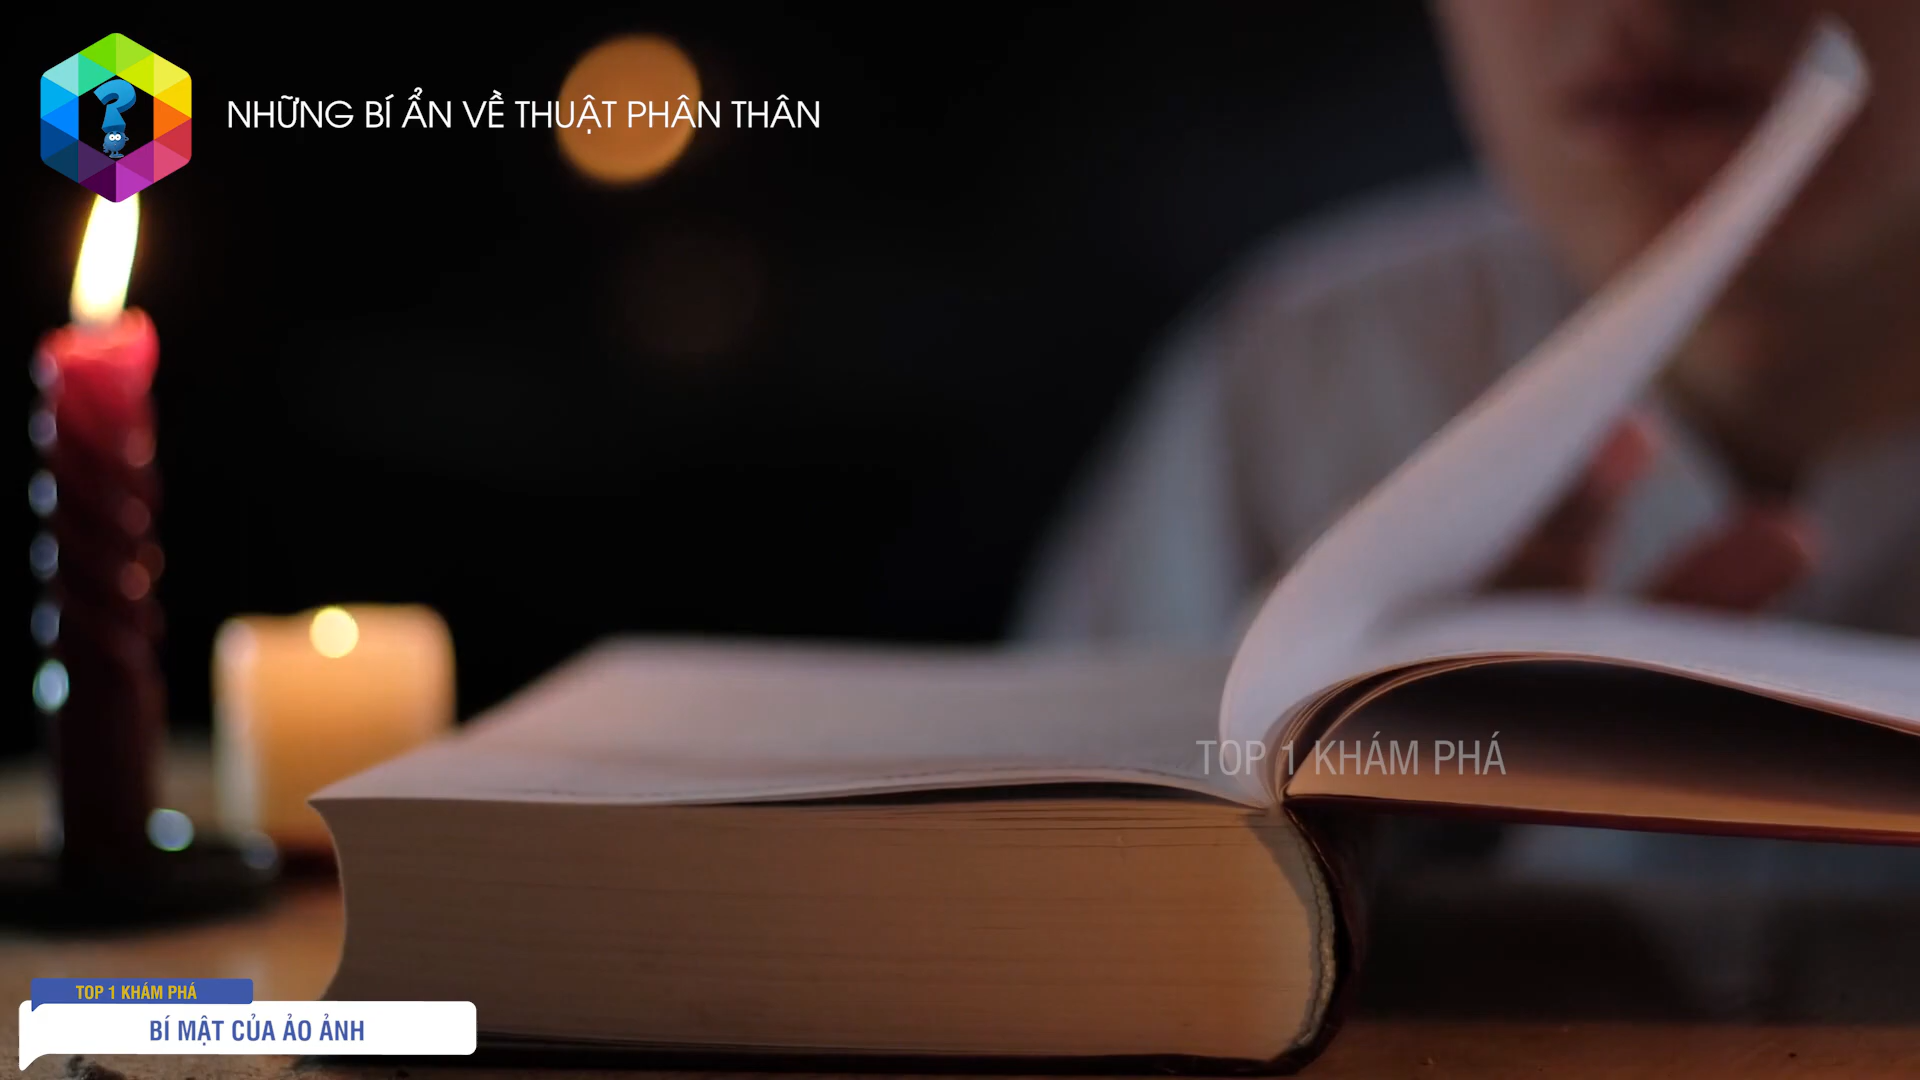 NHỮNG BÍ ẨN VỀ THUẬT PHÂN THÂN
TOP 1 KHÁM PHÁ
TOP 1 KHÁM PHÁ
BÍ MẬT CỦA ẢO ẢNH